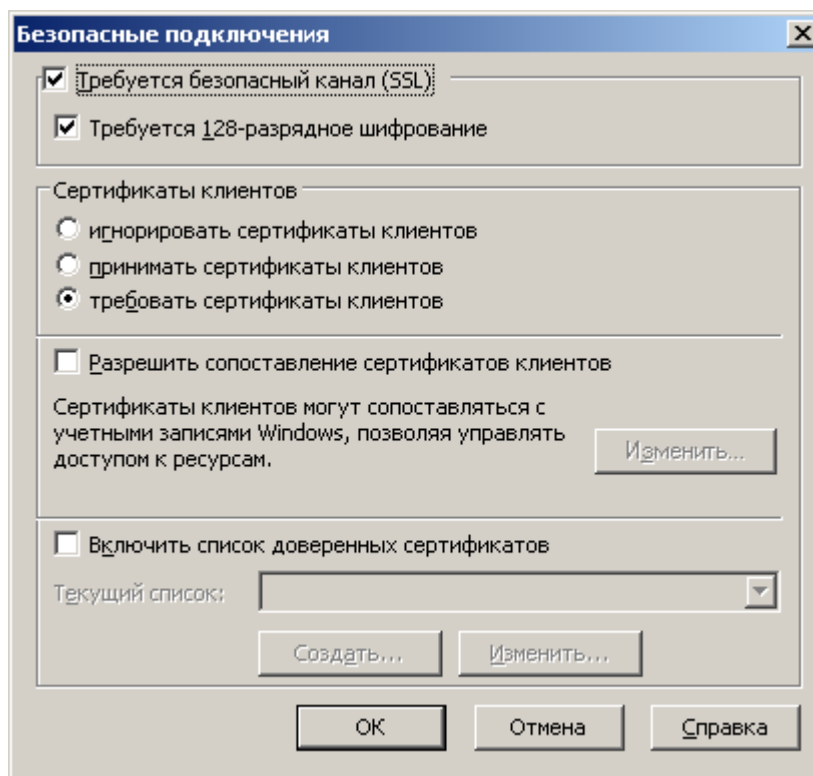 Безопасные подключения
Требуется безопасный канал (SSL)
Требуется 128-разрядное шифрование
Сертификаты клиентов
игнорировать сертификаты клиентов
принимать сертификаты клиентов
требовать сертификаты клиентов
Разрешить сопоставление сертификатов клиентов
Сертификаты клиентов могут сопоставляться с
учетными записями Windows, позволяя управлять
доступом к ресурсам.
Изменить...
Включить список доверенных сертификатов
Текущий список:
Создать... Изменить...
OK Отмена Справка